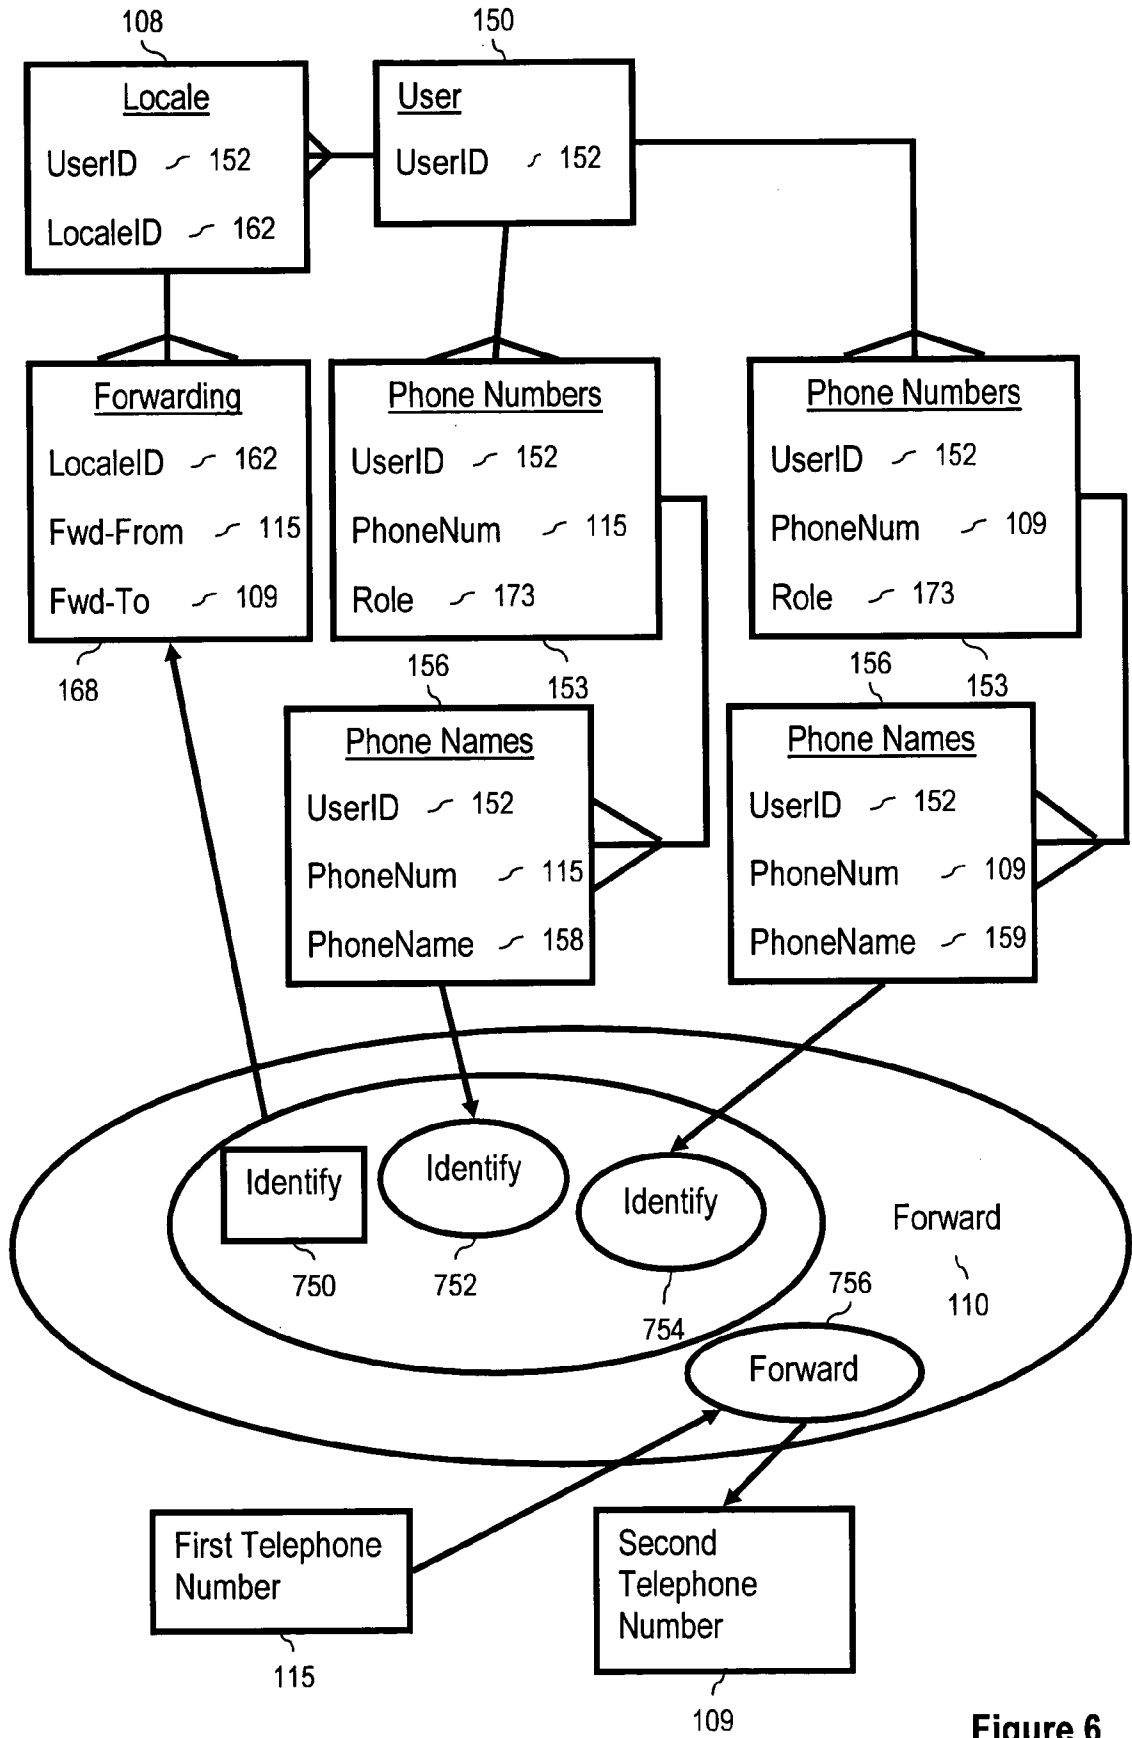 108
150
Locale
UserID 152
LocaleID 162
User
UserID 152
Forwarding
LocaleID 162
Fwd-From 115
Fwd-To 109
168
Phone Numbers
UserID 152
PhoneNum 115
Role 173
153
Phone Numbers
UserID 152
PhoneNum 109
Role 173
153
156
Phone Names
UserID 152
PhoneNum 115
PhoneName 158
156
Phone Names
UserID 152
PhoneNum 109
PhoneName 159
Identify
750
Identify
752
Identify
754
Forward
110
756
Forward
First Telephone
Number
115
Second
Telephone
Number
109
Figure 6